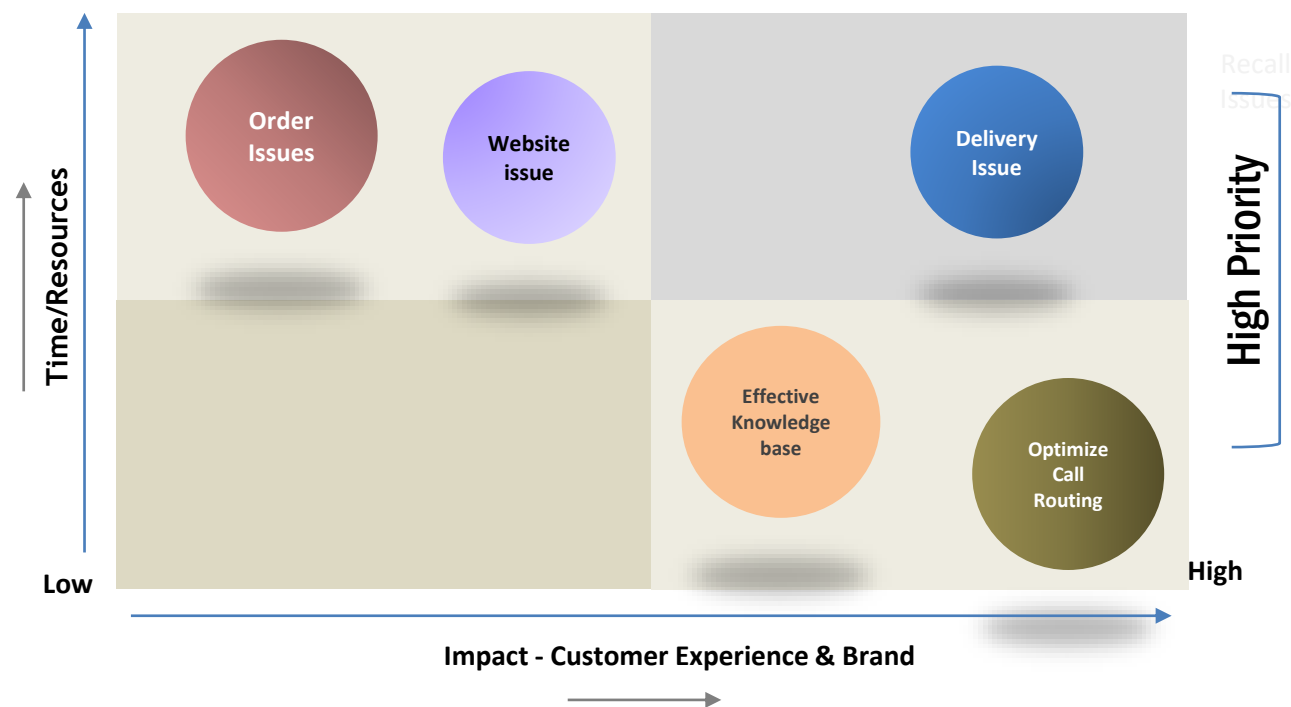 Order
Issues
Website
issue
Delivery
Issue
Recall
Issues
High Priority
Time/Resources
Effective
Knowledge
base
Optimize
Call
Routing
Low
High
Impact - Customer Experience & Brand